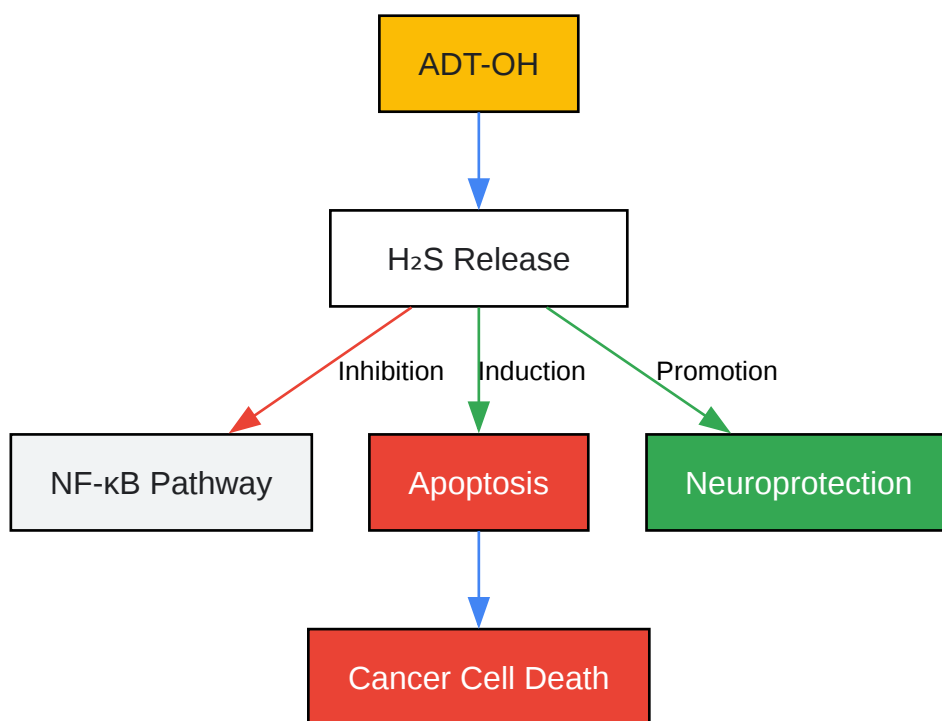 ADT-OH
H₂S Release
Inhibition
Induction
Promotion
NF-κB Pathway
Apoptosis
Neuroprotection
Cancer Cell Death